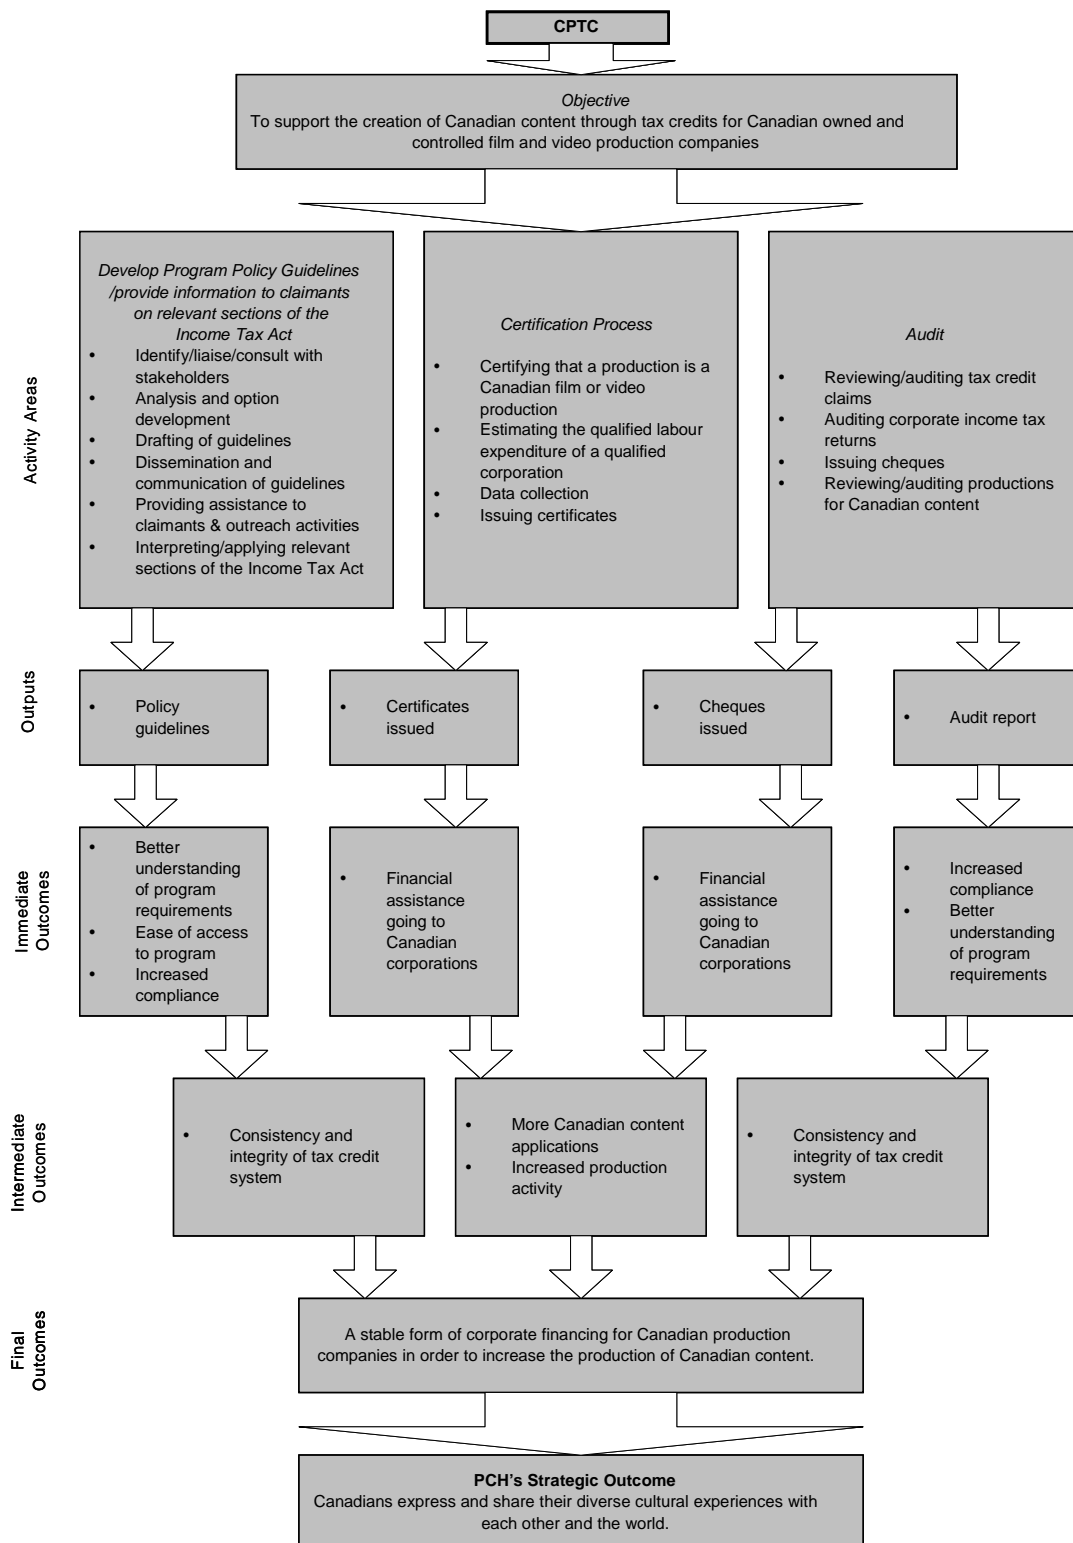 CPTC
Objective
To support the creation of Canadian content through tax credits for Canadian owned and
controlled film and video production companies
Activity Areas
Develop Program Policy Guidelines
/provide information to claimants
on relevant sections of the
Income Tax Act
• Identify/liaise/consult with
stakeholders
• Analysis and option
development
• Drafting of guidelines
• Dissemination and
communication of guidelines
• Providing assistance to
claimants & outreach activities
• Interpreting/applying relevant
sections of the Income Tax Act
Certification Process
• Certifying that a production is a
Canadian film or video
production
• Estimating the qualified labour
expenditure of a qualified
corporation
• Data collection
• Issuing certificates
Audit
• Reviewing/auditing tax credit
claims
• Auditing corporate income tax
returns
• Issuing cheques
• Reviewing/auditing productions
for Canadian content
Outputs
• Policy
guidelines
• Certificates
issued
• Cheques
issued
• Audit report
Immediate
Outcomes
• Better
understanding
of program
requirements
• Ease of access
to program
• Increased
compliance
• Financial
assistance
going to
Canadian
corporations
• Financial
assistance
going to
Canadian
corporations
• Increased
compliance
• Better
understanding
of program
requirements
Intermediate
Outcomes
• Consistency and
integrity of tax credit
system
• More Canadian content
applications
• Increased production
activity
• Consistency and
integrity of tax credit
system
Final
Outcomes
A stable form of corporate financing for Canadian production
companies in order to increase the production of Canadian content.
PCH's Strategic Outcome
Canadians express and share their diverse cultural experiences with
each other and the world.